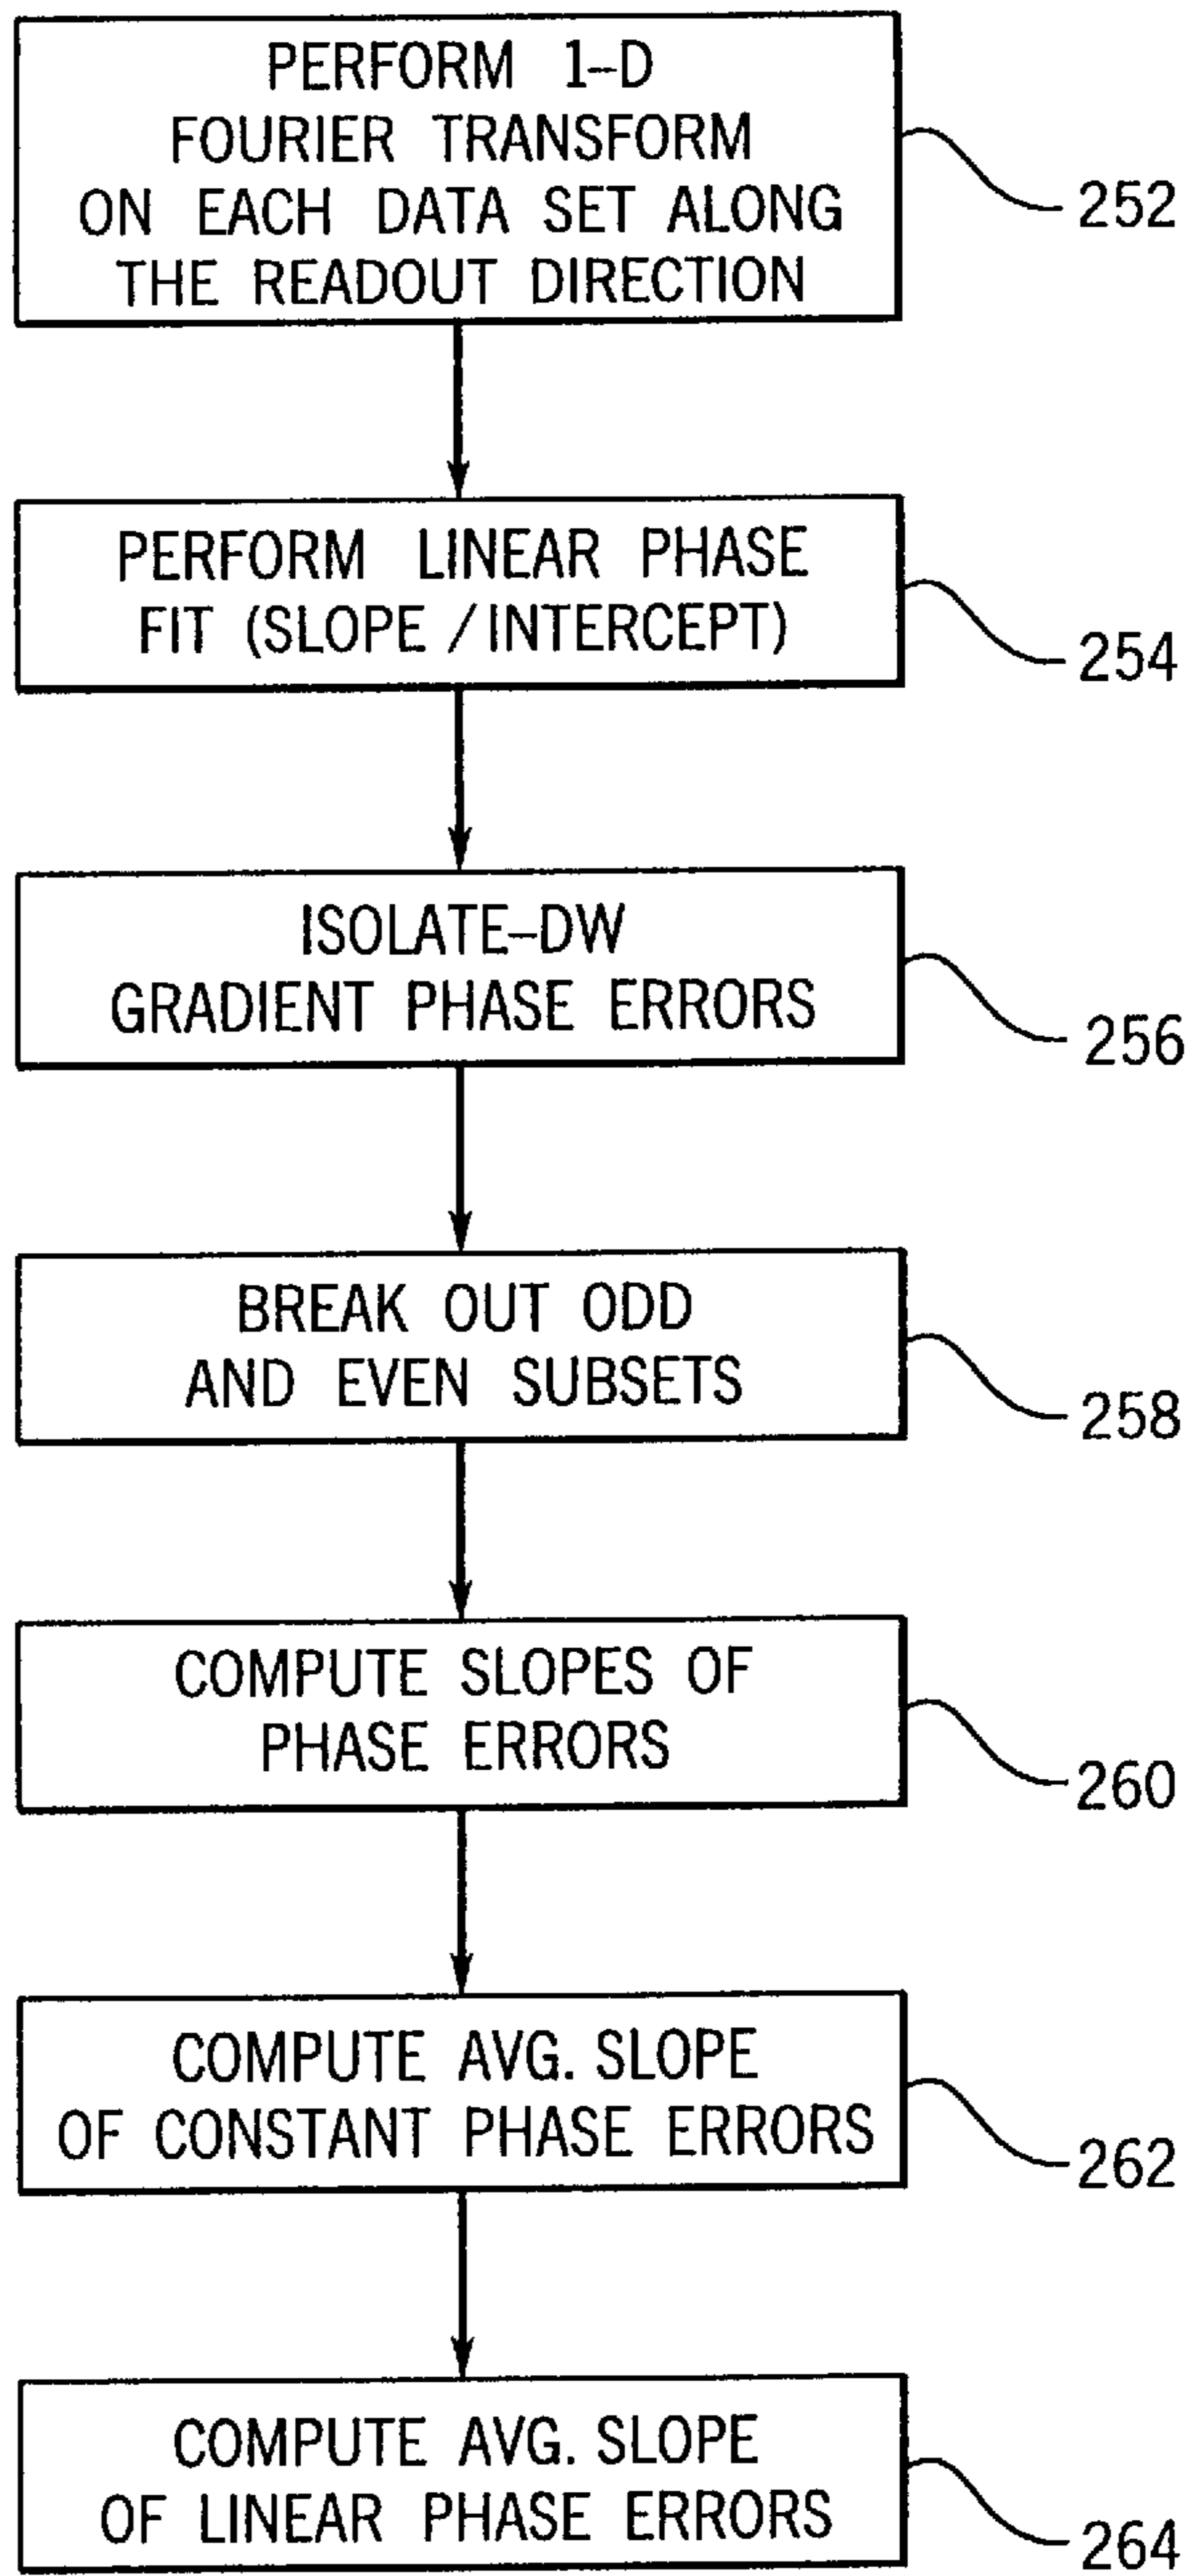 PERFORM 1-D
FOURIER TRANSFORM
ON EACH DATA SET ALONG
THE READOUT DIRECTION
252
PERFORM LINEAR PHASE
FIT (SLOPE / INTERCEPT)
254
ISOLATE-DW
GRADIENT PHASE ERRORS
256
BREAK OUT ODD
AND EVEN SUBSETS
258
COMPUTE SLOPES OF
PHASE ERRORS
260
COMPUTE AVG. SLOPE
OF CONSTANT PHASE ERRORS
262
COMPUTE AVG. SLOPE
OF LINEAR PHASE ERRORS
264